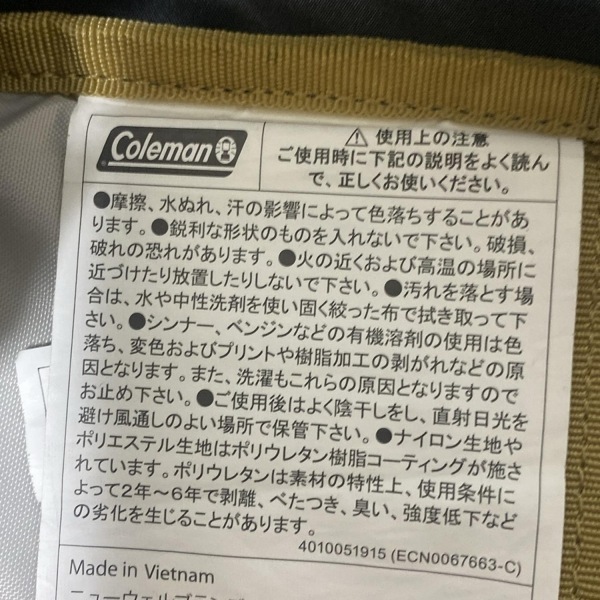 Coleman
⚠ 使用上の注意
ご使用時に下記の説明をよく読ん
で、正しくお使いください。
●摩擦、水ぬれ、汗の影響によって色落ちすることがあ
ります。●鋭利な形状のものを入れないで下さい。破損、
破れの恐れがあります。●火の近くおよび高温の場所に
近づけたり放置したりしないで下さい。●汚れを落とす場
合は、水や中性洗剤を使い固く絞った布で拭き取って下
さい。●シンナー、ベンジンなどの有機溶剤の使用は色
落ち、変色およびプリントや樹脂加工の剥がれなどの原
因となります。また、洗濯もこれらの原因となりますので
お止め下さい。●ご使用後はよく陰干しをし、直射日光を
避け風通しのよい場所で保管下さい。●ナイロン生地や
ポリエステル生地はポリウレタン樹脂コーティングが施さ
れています。ポリウレタンは素材の特性上、使用条件に
よって2年～6年で剥離、べたつき、臭い、強度低下など
の劣化を生じることがあります。
4010051915 (ECN0067663-C)
Made in Vietnam